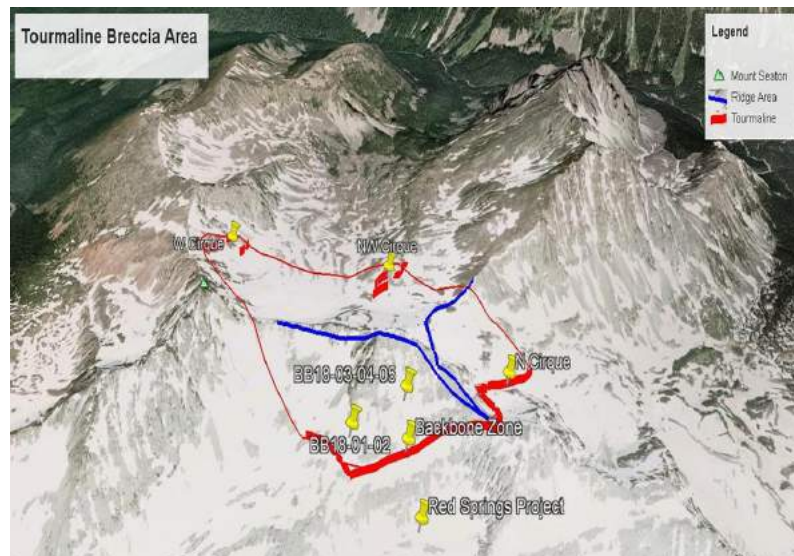 Tourmaline Breccia Area
Legend
Mount Seaton
Ridge Area
Tourmaline
W Cirque
NW Cirque
N Cirque
BB18-03-04-08
BB18-01-02
Backbone Zone
Red Springs Project